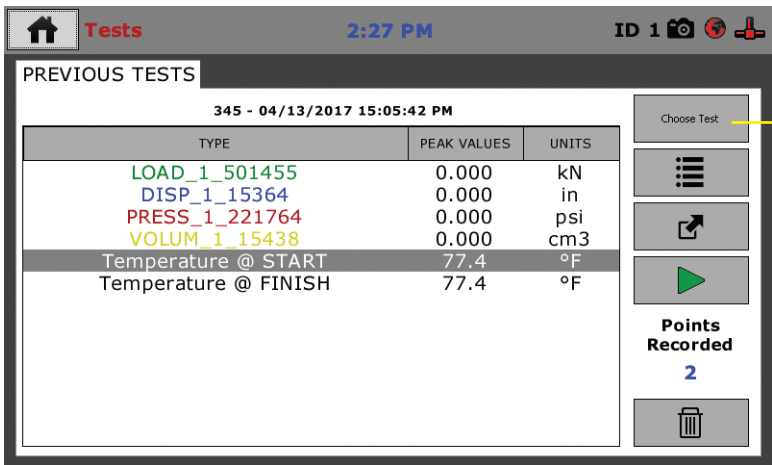 Tests 2:27 PM ID 1
PREVIOUS TESTS
345 - 04/13/2017 15:05:42 PM
Choose Test
TYPE PEAK VALUES UNITS
LOAD_1_501455 0.000 kN
DISP_1_15364 0.000 in
PRESS_1_221764 0.000 psi
VOLUM_1_15438 0.000 cm3
Temperature @ START 77.4 °F
Temperature @ FINISH 77.4 °F
Points
Recorded
2